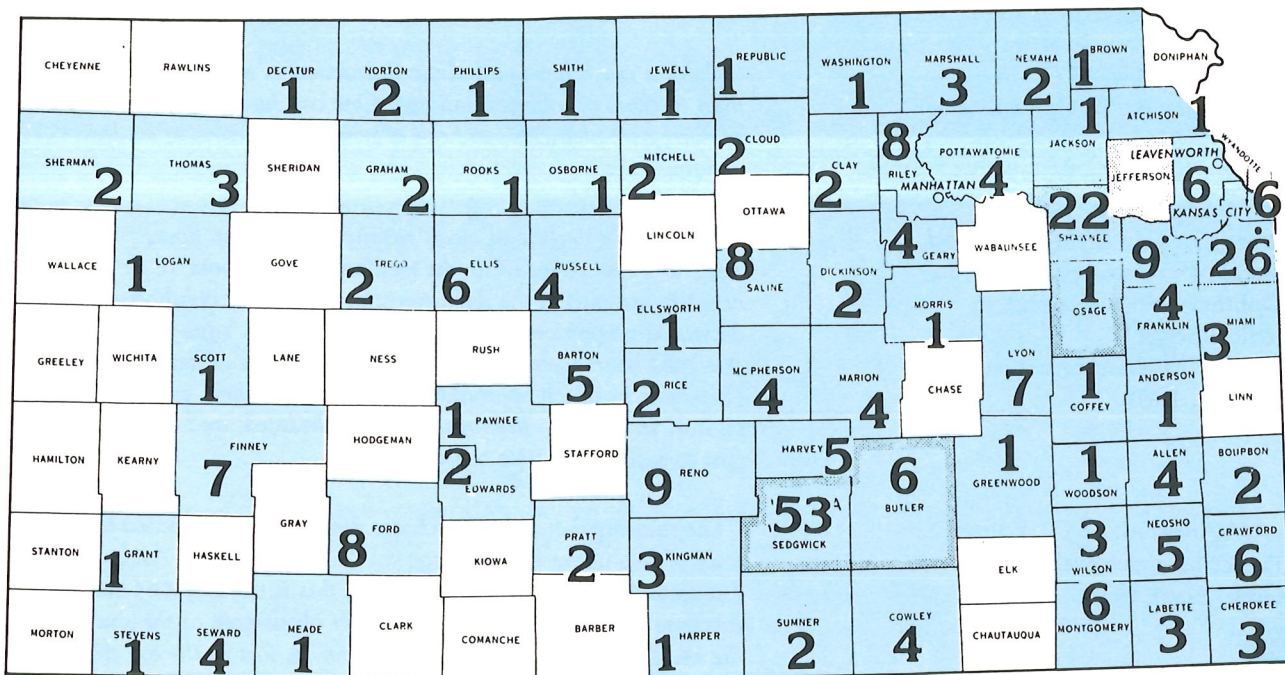 CHEYENNE
RAWLINS
DECATUR
1
NORTON
2
PHILLIPS
1
SMITH
1
JEWELL
1
REPUBLIC
1
WASHINGTON
1
MARSHALL
3
NEMAHA
2
BROWN
1
DONIPHAN
SHERMAN
2
THOMAS
3
SHERIDAN
GRAHAM
2
ROOKS
1
OSBORNE
1
MITCHELL
2
CLOUD
2
CLAY
2
8
RILEY
MANHATTAN
POTTAWATOMIE
4
JACKSON
1
ATCHISON
1
JEFFERSON
LEAVENWORTH
6
WYANDOTTE
6
KANSAS CITY
WALLACE
LOGAN
1
GOVE
TREGO
2
ELLIS
6
RUSSELL
4
LINCOLN
OTTAWA
8
SALINE
DICKINSON
2
4
GEARY
WABAUNSEE
22
SHAWNEE
9
26
GREELEY
WICHITA
SCOTT
1
LANE
NESS
RUSH
BARTON
5
ELLSWORTH
1
RICE
2
MC PHERSON
4
MARION
4
MORRIS
1
CHASE
LYON
7
1
OSAGE
4
FRANKLIN
MIAMI
3
HAMILTON
KEARNY
FINNEY
7
HODGEMAN
PAWNEE
1
2
EDWARDS
STAFFORD
RENO
9
HARVEY
5
6
BUTLER
1
GREENWOOD
1
COFFEY
ANDERSON
1
LINN
STANTON
GRANT
1
HASKELL
GRAY
FORD
8
KIOWA
PRATT
2
KINGMAN
3
53
A
SEDGWICK
ELK
1
WOODSON
ALLEN
4
BOURBON
2
3
WILSON
NEOSHO
5
CRAWFORD
6
MORTON
STEVENS
1
SEWARD
4
MEADE
1
CLARK
COMANCHE
BARBER
HARPER
1
SUMNER
2
COWLEY
4
CHAUTAUQUA
6
MONTGOMERY
LABETTE
3
CHEROKEE
3